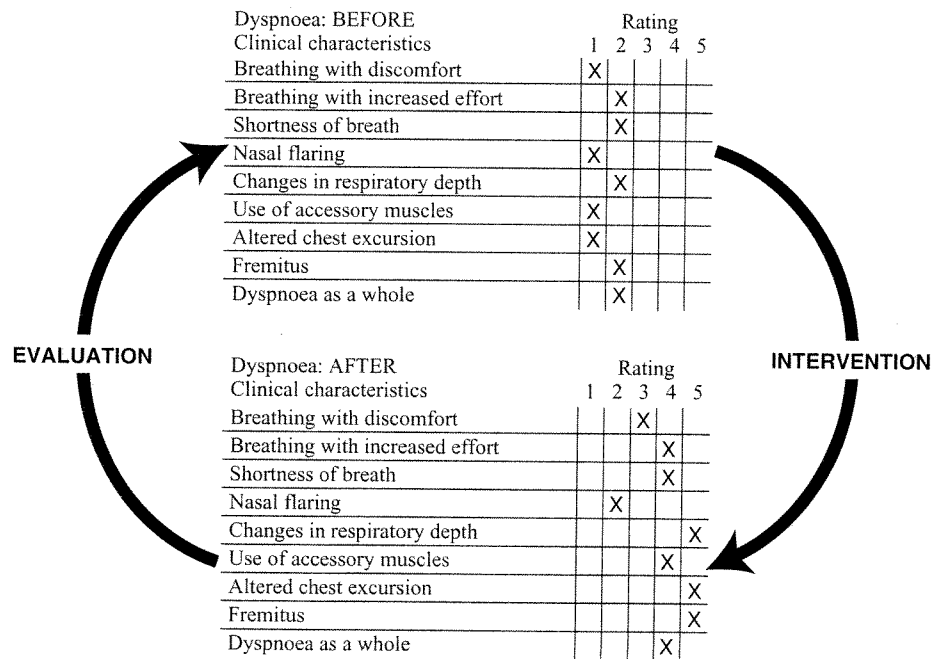 Dyspnoea: BEFORE Rating
Clinical characteristics 1 2 3 4 5
Breathing with discomfort X
Breathing with increased effort X
Shortness of breath X
Nasal flaring X
Changes in respiratory depth X
Use of accessory muscles X
Altered chest excursion X
Fremitus X
Dyspnoea as a whole X
EVALUATION
INTERVENTION
Dyspnoea: AFTER Rating
Clinical characteristics 1 2 3 4 5
Breathing with discomfort X
Breathing with increased effort X
Shortness of breath X
Nasal flaring X
Changes in respiratory depth X
Use of accessory muscles X
Altered chest excursion X
Fremitus X
Dyspnoea as a whole X